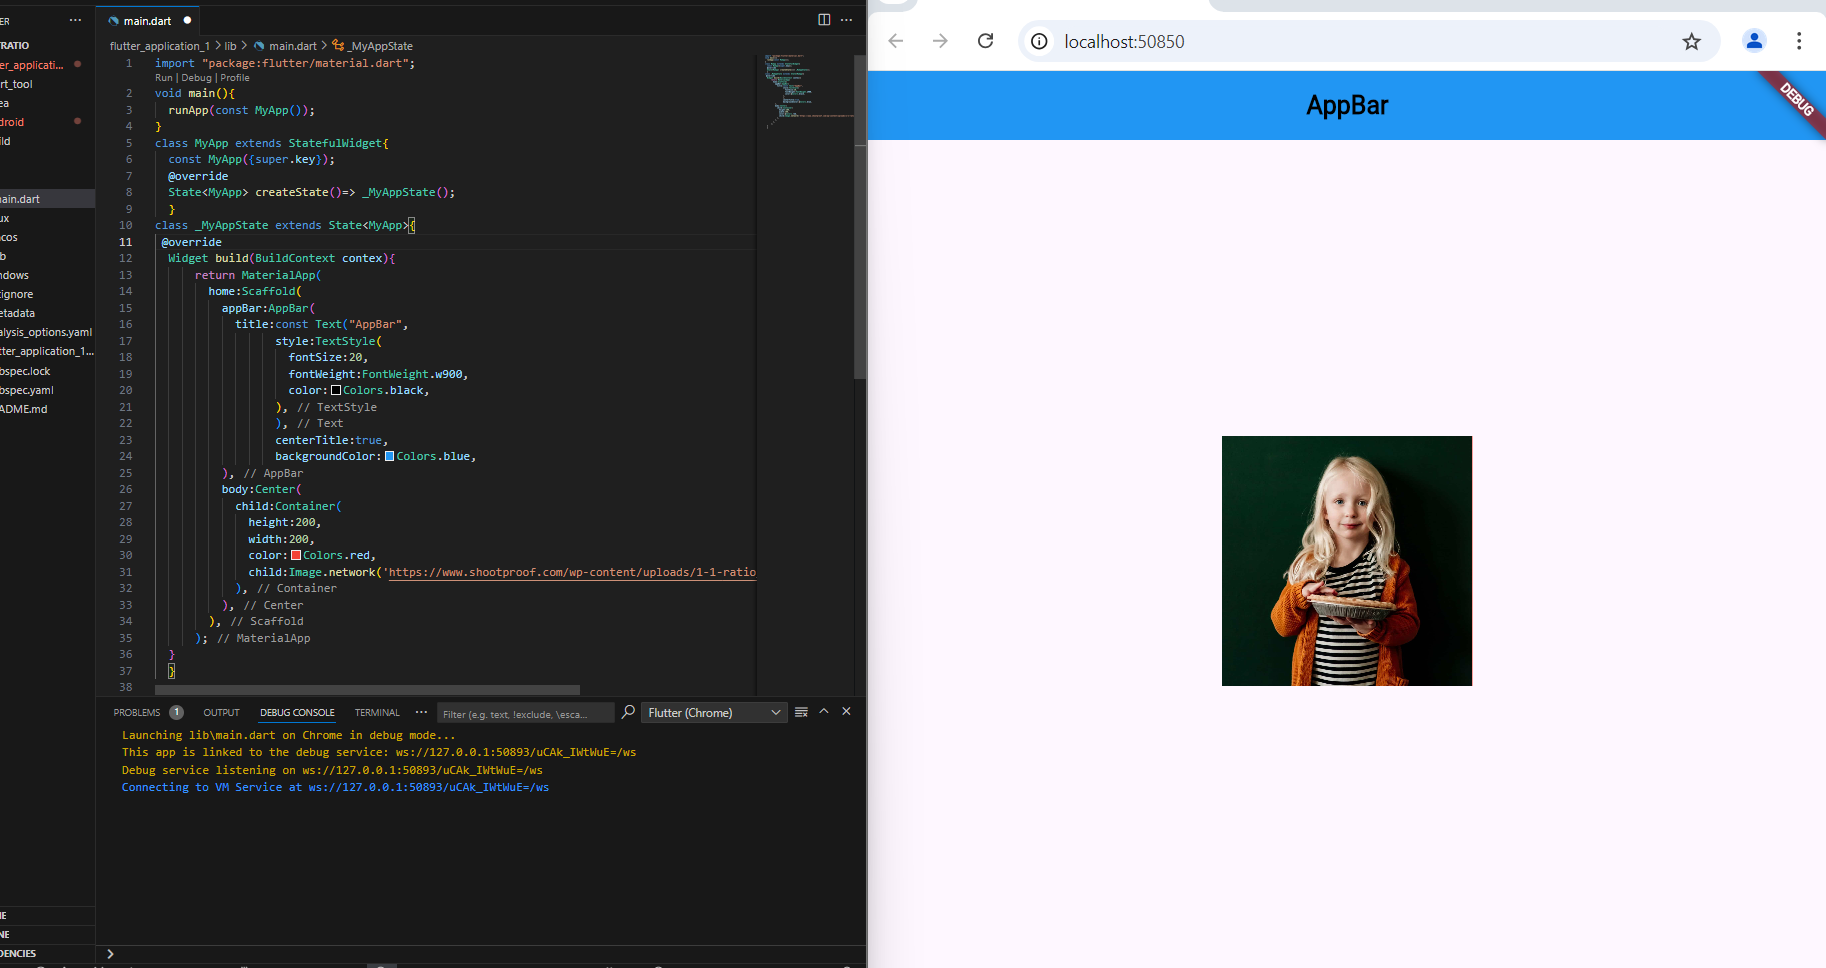 ER
main.dart
RATIO
er_applicati...
rt_tool
ea
droid
ild
ain.dart
ux
cos
b
ndows
tignore
etadata
alysis_options.yaml
tter_application_1...
bspec.lock
bspec.yaml
ADME.md
NE
DENCIES
flutter_application_1 > lib > main.dart > _MyAppState
1 import "package:flutter/material.dart";
Run | Debug | Profile
2 void main(){
3 runApp(const MyApp());
4 }
5 class MyApp extends StatefulWidget{
6 const MyApp({super.key});
7 @override
8 State<MyApp> createState()=> _MyAppState();
9 }
10 class _MyAppState extends State<MyApp>{
11 @override
12 Widget build(BuildContext contex){
13 return MaterialApp(
14 home:Scaffold(
15 appBar:AppBar(
16 title:const Text("AppBar",
17 style:TextStyle(
18 fontSize:20,
19 fontWeight:FontWeight.w900,
20 color:Colors.black,
21 ), // TextStyle
22 ), // Text
23 centerTitle:true,
24 backgroundColor:Colors.blue,
25 ), // AppBar
26 body:Center(
27 child:Container(
28 height:200,
29 width:200,
30 color:Colors.red,
31 child:Image.network('https://www.shootproof.com/wp-content/uploads/1-1-ratio
32 ), // Container
33 ), // Center
34 ), // Scaffold
35 ); // MaterialApp
36 }
37 }
38
PROBLEMS 1 OUTPUT DEBUG CONSOLE TERMINAL ... Filter (e.g. text, !exclude, \esca... Flutter (Chrome)
Launching lib\main.dart on Chrome in debug mode...
This app is linked to the debug service: ws://127.0.0.1:50893/uCAk_IWtWuE=/ws
Debug service listening on ws://127.0.0.1:50893/uCAk_IWtWuE=/ws
Connecting to VM Service at ws://127.0.0.1:50893/uCAk_IWtWuE=/ws
localhost:50850
AppBar
DEBUG